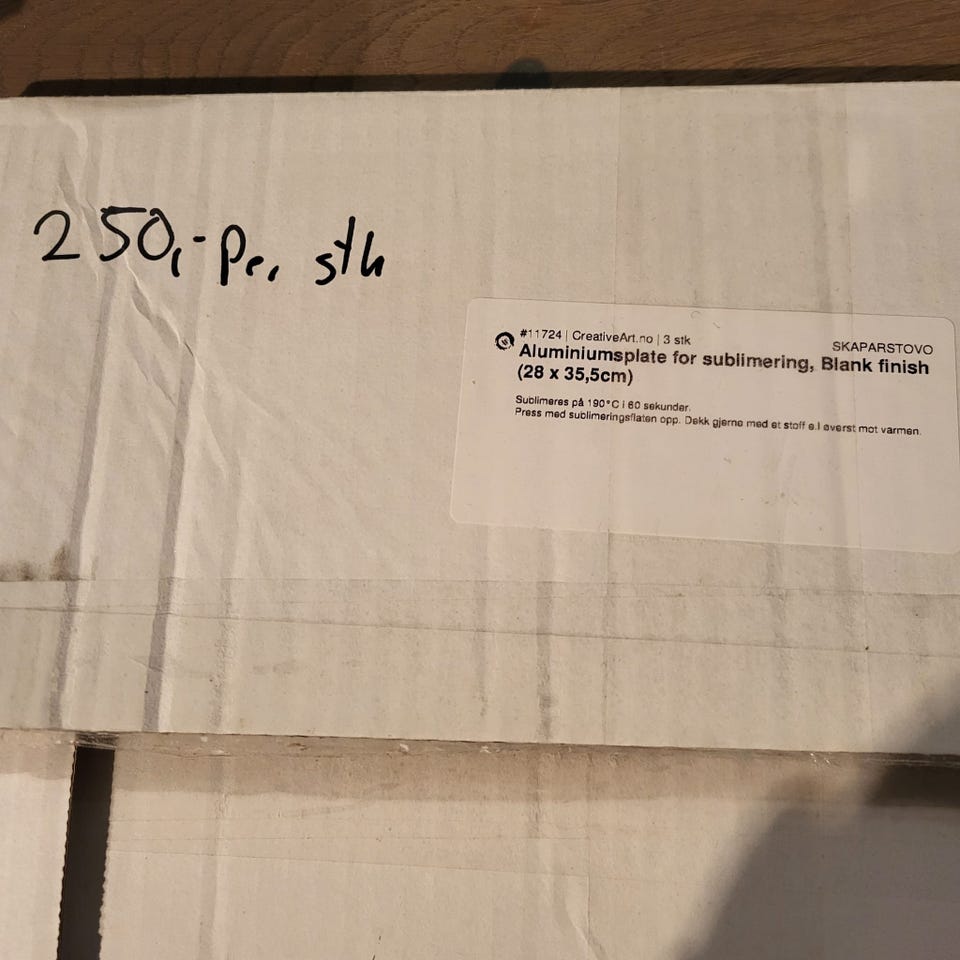 250,- Per stk
#11724 | CreativeArt.no | 3 stk
SKAPARSTOVO
Aluminiumsplate for sublimering, Blank finish
(28 x 35,5cm)
Sublimeres på 190°C i 60 sekunder.
Press med sublimeringsflaten opp. Dekk gjerne med et stoff e.l øverst mot varmen.